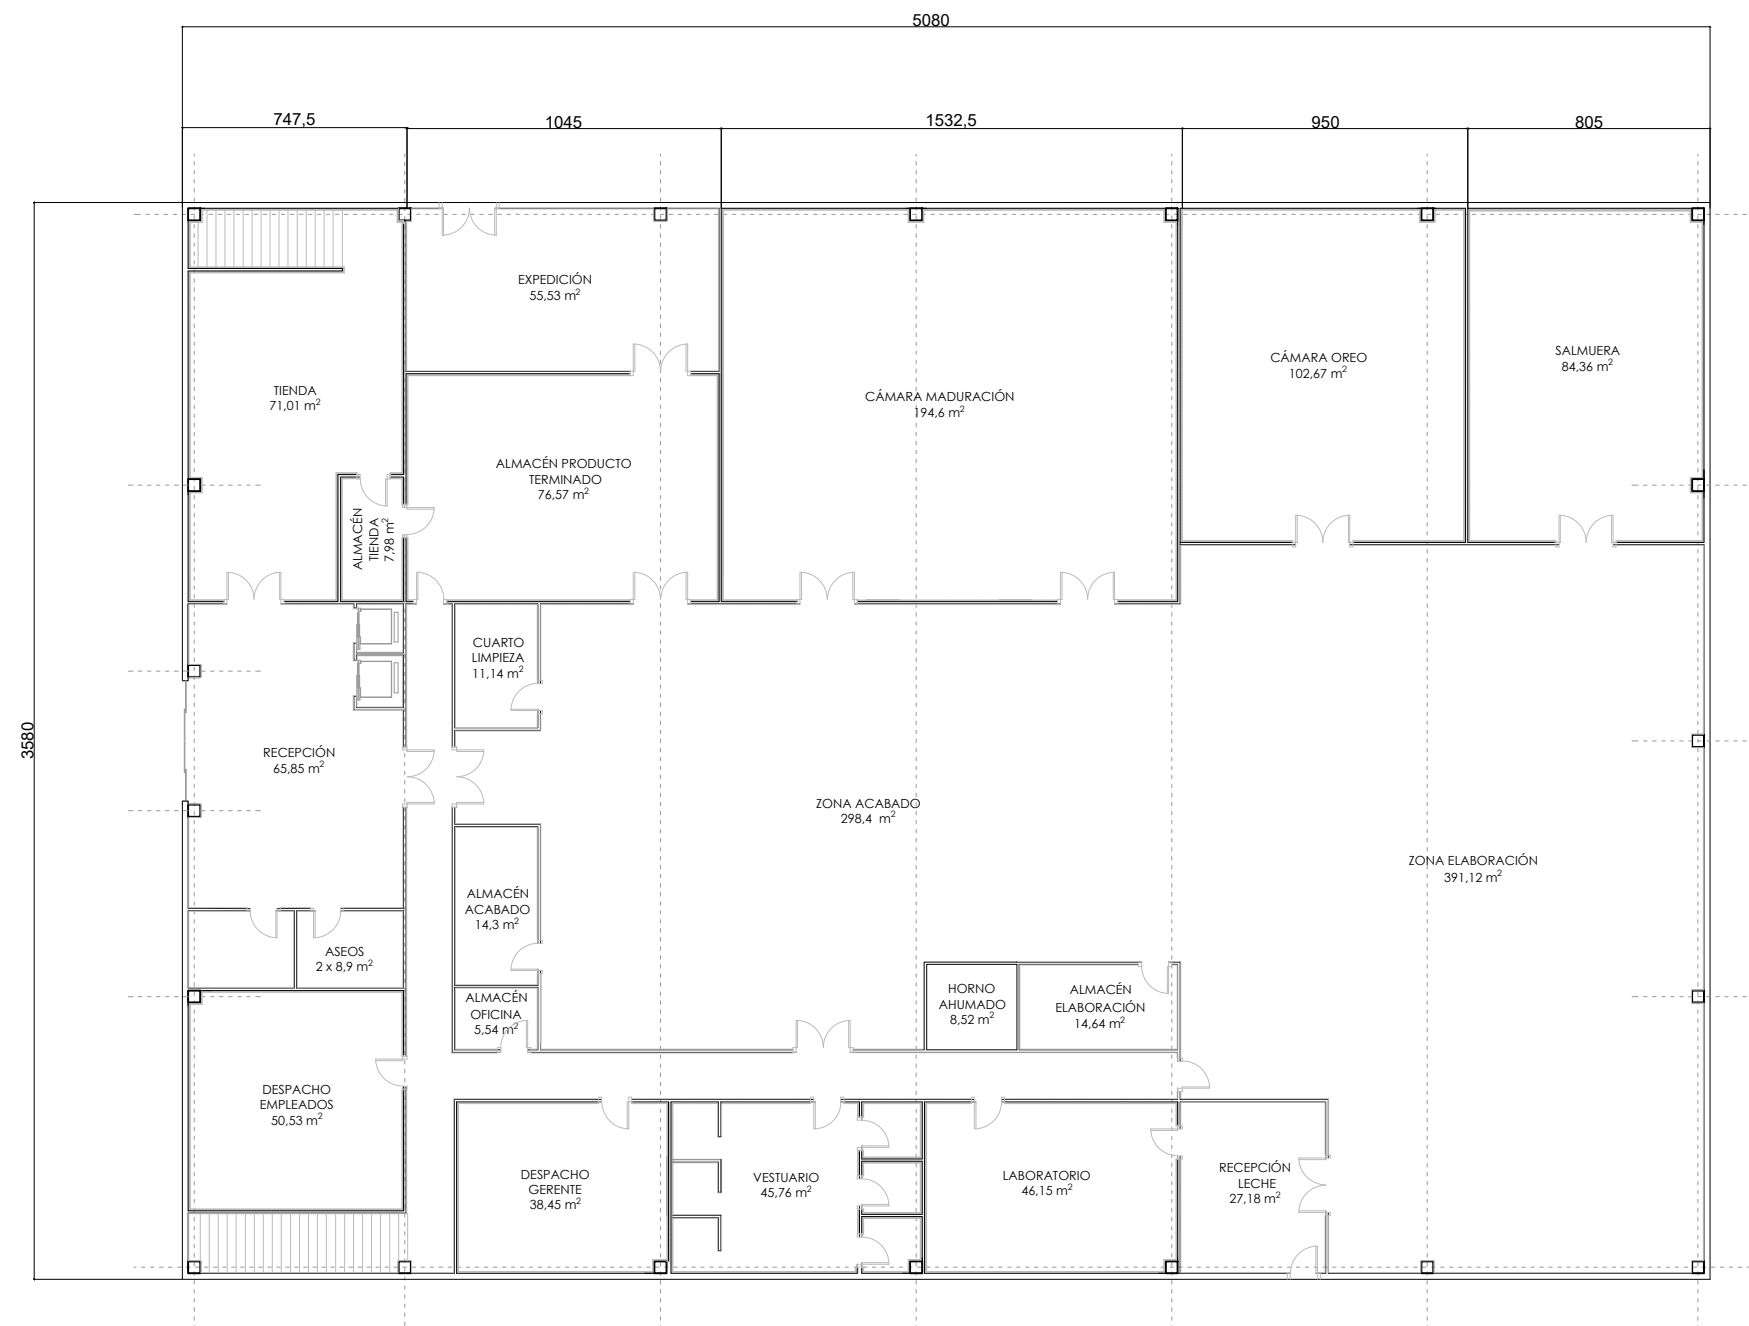 5080
747,5
1045
1532,5
950
805
3580
EXPEDICIÓN
55,53 m²
TIENDA
71,01 m²
ALMACÉN PRODUCTO
TERMINADO
76,57 m²
CÁMARA MADURACIÓN
194,6 m²
CÁMARA OREO
102,67 m²
SALMUERA
84,36 m²
ALMACÉN
TIENDA
7,98 m²
CUARTO
LIMPIEZA
11,14 m²
RECEPCIÓN
65,85 m²
ZONA ACABADO
298,4 m²
ZONA ELABORACIÓN
391,12 m²
ALMACÉN
ACABADO
14,3 m²
ASEOS
2 x 8,9 m²
ALMACÉN
OFICINA
5,54 m²
HORNO
AHUMADO
8,52 m²
ALMACÉN
ELABORACIÓN
14,64 m²
DESPACHO
EMPLEADOS
50,53 m²
DESPACHO
GERENTE
38,45 m²
VESTUARIO
45,76 m²
LABORATORIO
46,15 m²
RECEPCIÓN
LECHE
27,18 m²